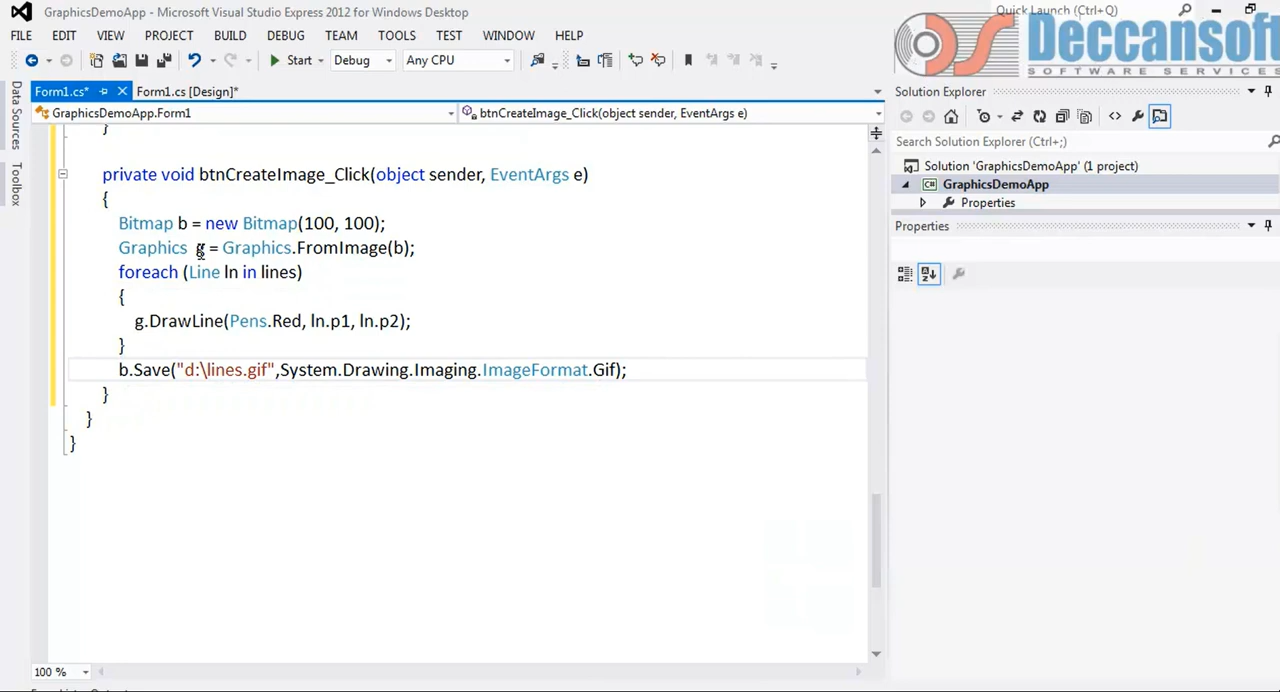 GraphicsDemoApp - Microsoft Visual Studio Express 2012 for Windows Desktop
Quick Launch (Ctrl+Q)
FILE EDIT VIEW PROJECT BUILD DEBUG TEAM TOOLS TEST WINDOW HELP
Deccansoft
SOFTWARE SERVICES
Start Debug Any CPU
Form1.cs* Form1.cs [Design]*
Solution Explorer
GraphicsDemoApp.Form1 btnCreateImage_Click(object sender, EventArgs e)
Data Sources
Toolbox
Search Solution Explorer (Ctrl+;)
Solution 'GraphicsDemoApp' (1 project)
C# GraphicsDemoApp
Properties
Properties
}
private void btnCreateImage_Click(object sender, EventArgs e)
{
Bitmap b = new Bitmap(100, 100);
Graphics g = Graphics.FromImage(b);
foreach (Line ln in lines)
{
g.DrawLine(Pens.Red, ln.p1, ln.p2);
}
b.Save("d:\lines.gif",System.Drawing.Imaging.ImageFormat.Gif);
}
}
}
100 %